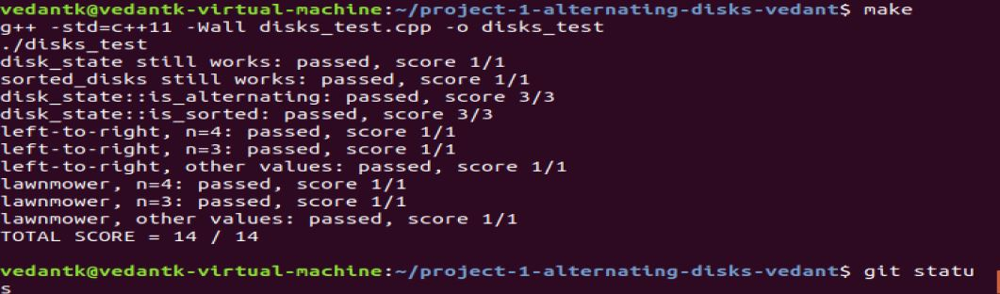 vedantk@vedantk-virtual-machine:~/project-1-alternating-disks-vedant$ make
g++ -std=c++11 -Wall disks_test.cpp -o disks_test
./disks_test
disk_state still works: passed, score 1/1
sorted_disks still works: passed, score 1/1
disk_state::is_alternating: passed, score 3/3
disk_state::is_sorted: passed, score 3/3
left-to-right, n=4: passed, score 1/1
left-to-right, n=3: passed, score 1/1
left-to-right, other values: passed, score 1/1
lawnmower, n=4: passed, score 1/1
lawnmower, n=3: passed, score 1/1
lawnmower, other values: passed, score 1/1
TOTAL SCORE = 14 / 14
vedantk@vedantk-virtual-machine:~/project-1-alternating-disks-vedant$ git statu
s